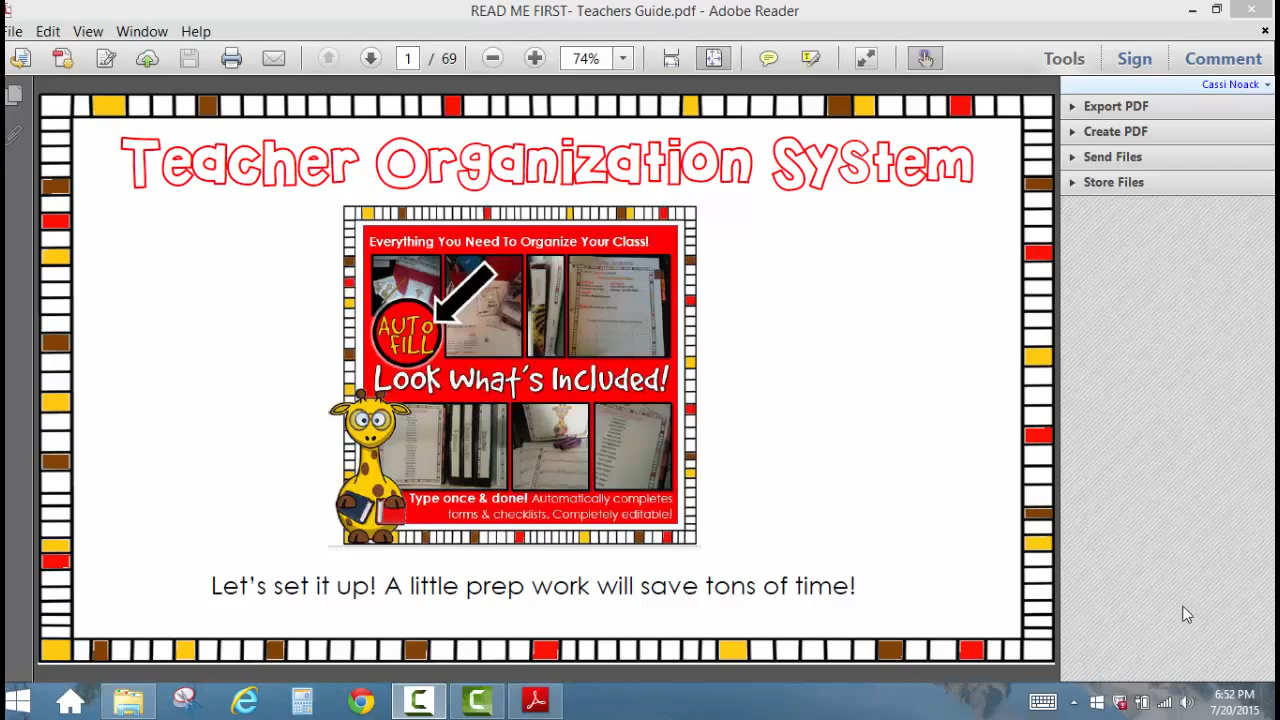 READ ME FIRST- Teachers Guide.pdf - Adobe Reader
File Edit View Window Help
1 / 69 74% Tools Sign Comment
Cassi Noack
Export PDF
Create PDF
Send Files
Store Files
Teacher Organization System
Everything You Need To Organize Your Class!
AUTO
FILL
Look What's Included!
Type once & done! Automatically completes
forms & checklists. Completely editable!
Let's set it up! A little prep work will save tons of time!
6:52 PM
7/20/2015